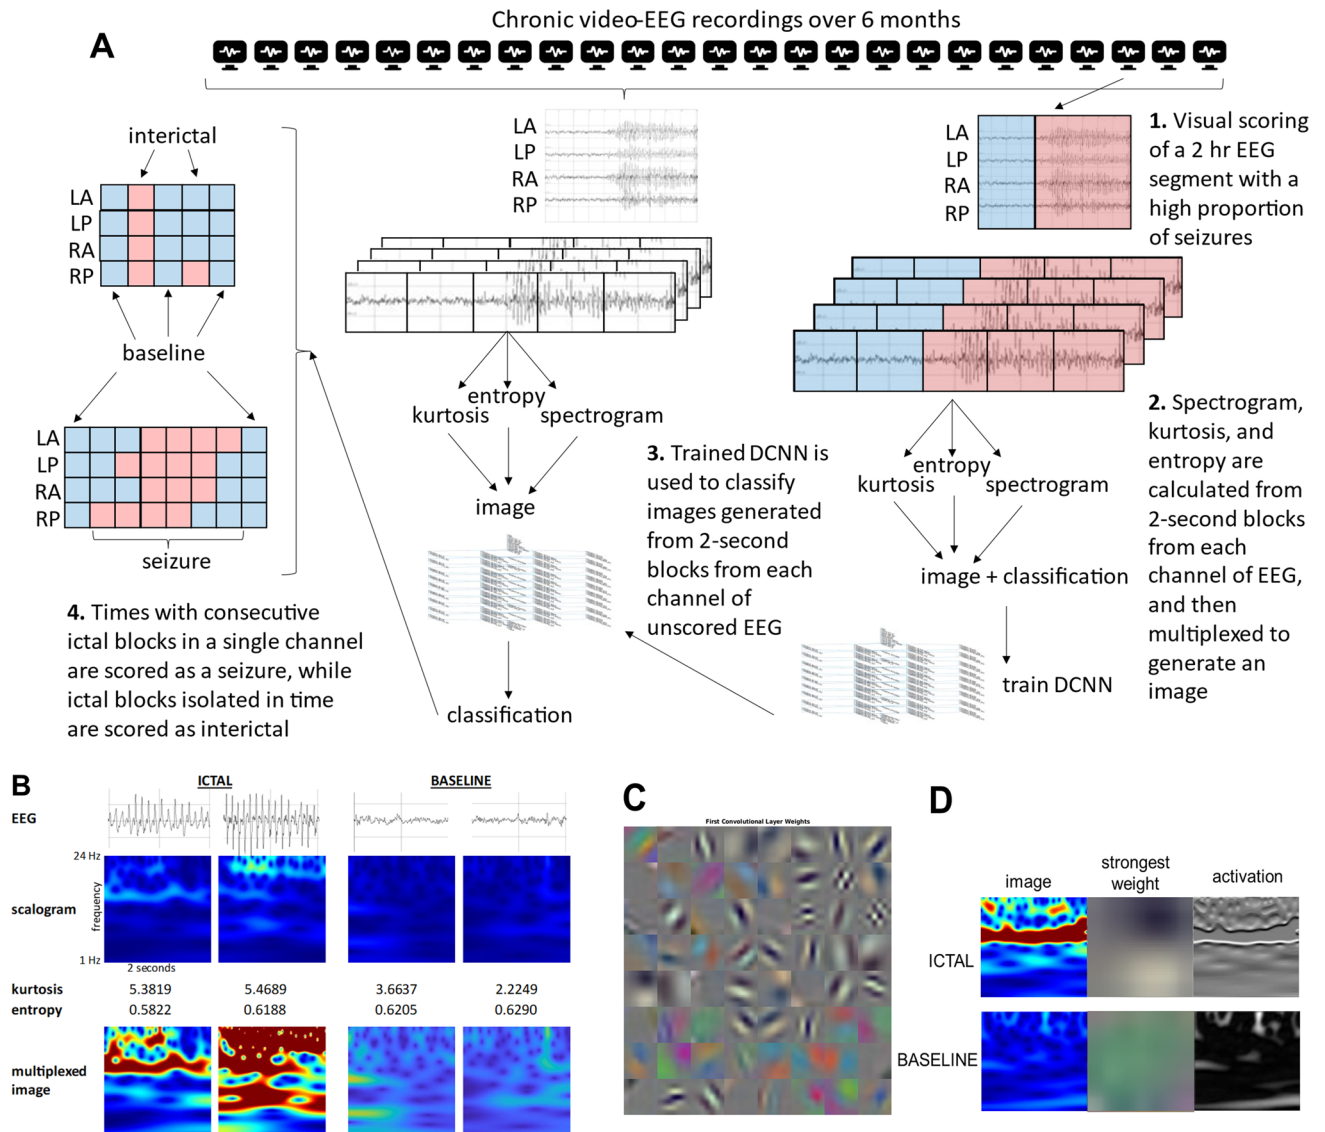 Chronic video-EEG recordings over 6 months
A
interictal
LA
LP
RA
RP
baseline
LA
LP
RA
RP
seizure
4. Times with consecutive
ictal blocks in a single channel
are scored as a seizure, while
ictal blocks isolated in time
are scored as interictal
LA
LP
RA
RP
entropy
kurtosis
spectrogram
image
classification
3. Trained DCNN is
used to classify
images generated
from 2-second
blocks from each
channel of
unscored EEG
LA
LP
RA
RP
1. Visual scoring
of a 2 hr EEG
segment with a
high proportion
of seizures
entropy
kurtosis
spectrogram
image + classification
train DCNN
2. Spectrogram,
kurtosis, and
entropy are
calculated from
2-second blocks
from each
channel of EEG,
and then
multiplexed to
generate an
image
B
ICTAL
BASELINE
EEG
24 Hz
frequency
scalogram
1 Hz
2 seconds
kurtosis 5.3819 5.4689 3.6637 2.2249
entropy 0.5822 0.6188 0.6205 0.6290
multiplexed
image
C
First Convolutional Layer Weights
D
image
strongest
weight
activation
ICTAL
BASELINE